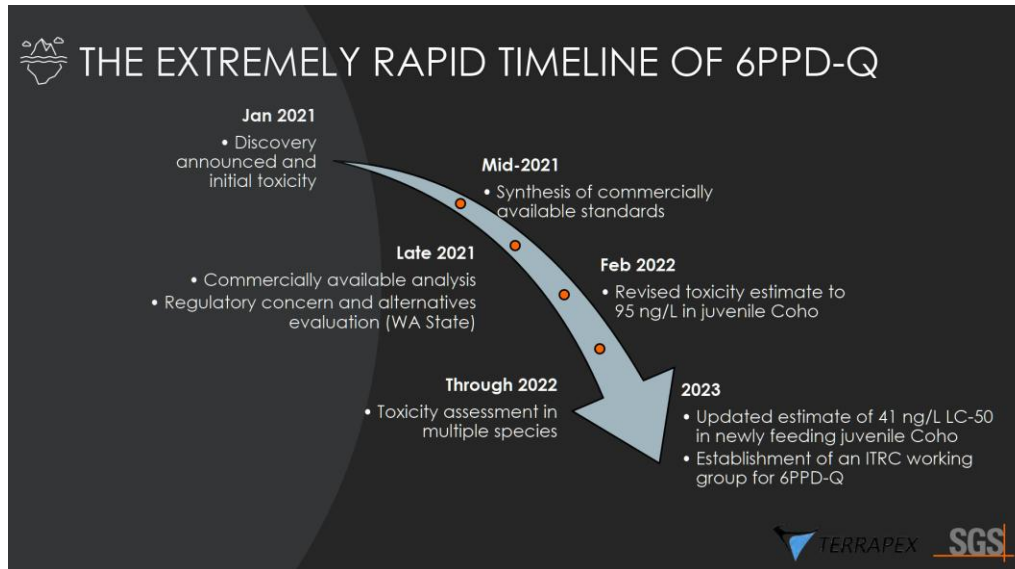 THE EXTREMELY RAPID TIMELINE OF 6PPD-Q
Jan 2021
• Discovery
announced and
initial toxicity
Mid-2021
• Synthesis of commercially
available standards
Late 2021
• Commercially available analysis
• Regulatory concern and alternatives
evaluation (WA State)
Feb 2022
• Revised toxicity estimate to
95 ng/L in juvenile Coho
Through 2022
• Toxicity assessment in
multiple species
2023
• Updated estimate of 41 ng/L LC-50
in newly feeding juvenile Coho
• Establishment of an ITRC working
group for 6PPD-Q
TERRAPEX
SGS